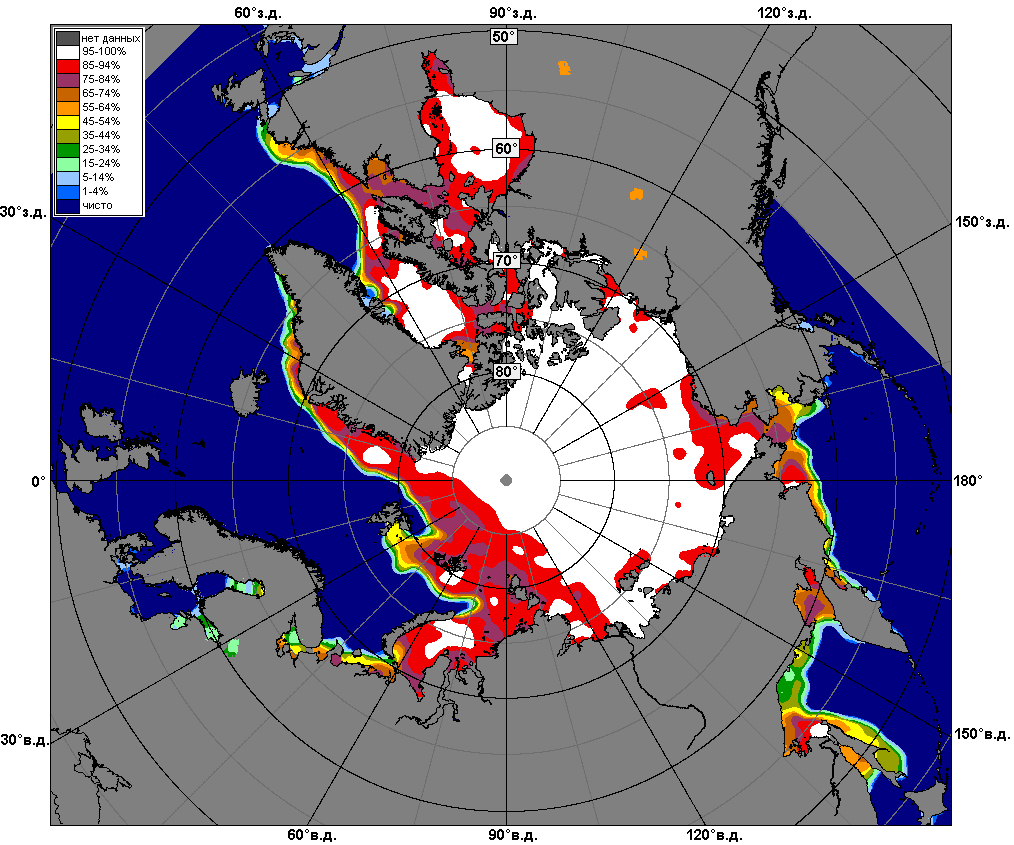 60°з.д.
90°з.д.
120°з.д.
нет данных
95-100%
85-94%
75-84%
65-74%
55-64%
45-54%
35-44%
25-34%
15-24%
5-14%
1-4%
чисто
50°
60°
70°
80°
30°з.д.
150°з.д.
0°
180°
30°в.д.
150°в.д.
60°в.д.
90°в.д.
120°в.д.